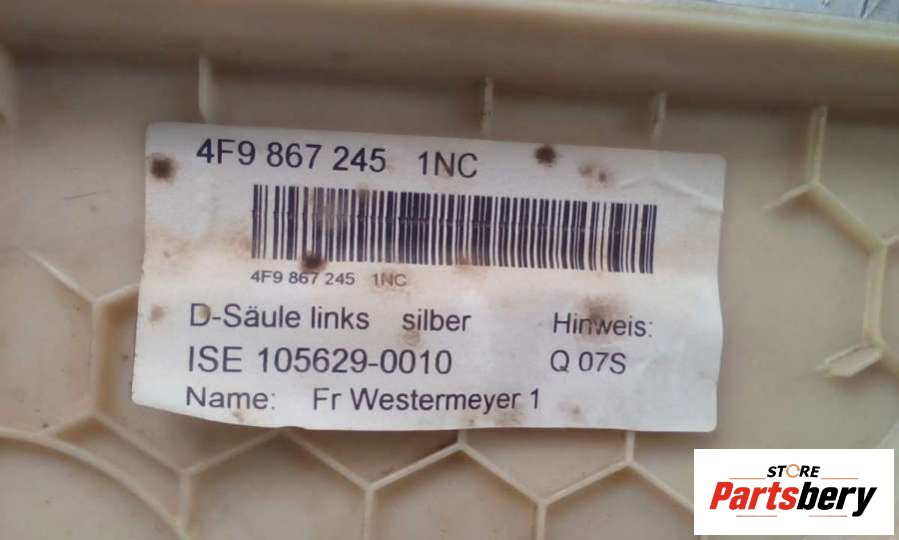 4F9 867 245 1NC
4F9 867 245 1NC
D-Säule links silber Hinweis:
ISE 105629-0010 Q 07S
Name: Fr Westermeyer 1
STORE
Partsbery